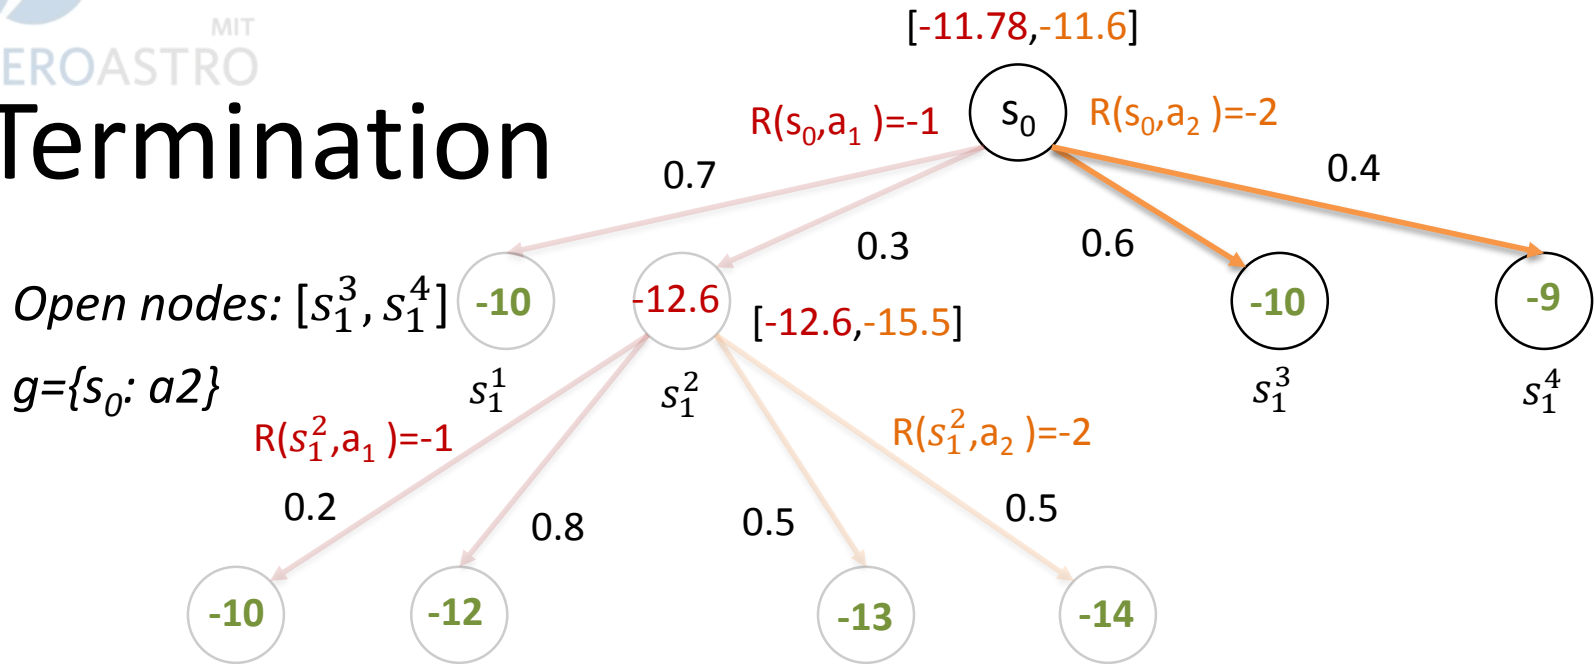 MIT
EROASTRO
Termination
[-11.78,-11.6]
R(s₀,a₁ )=-1
s₀
R(s₀,a₂ )=-2
0.7
0.3
0.6
0.4
Open nodes: [s₁³, s₁⁴]
-10
-12.6
[-12.6,-15.5]
-10
-9
g={s₀: a2}
s₁¹
s₁²
s₁³
s₁⁴
R(s₁²,a₁ )=-1
R(s₁²,a₂ )=-2
0.2
0.8
0.5
0.5
-10
-12
-13
-14